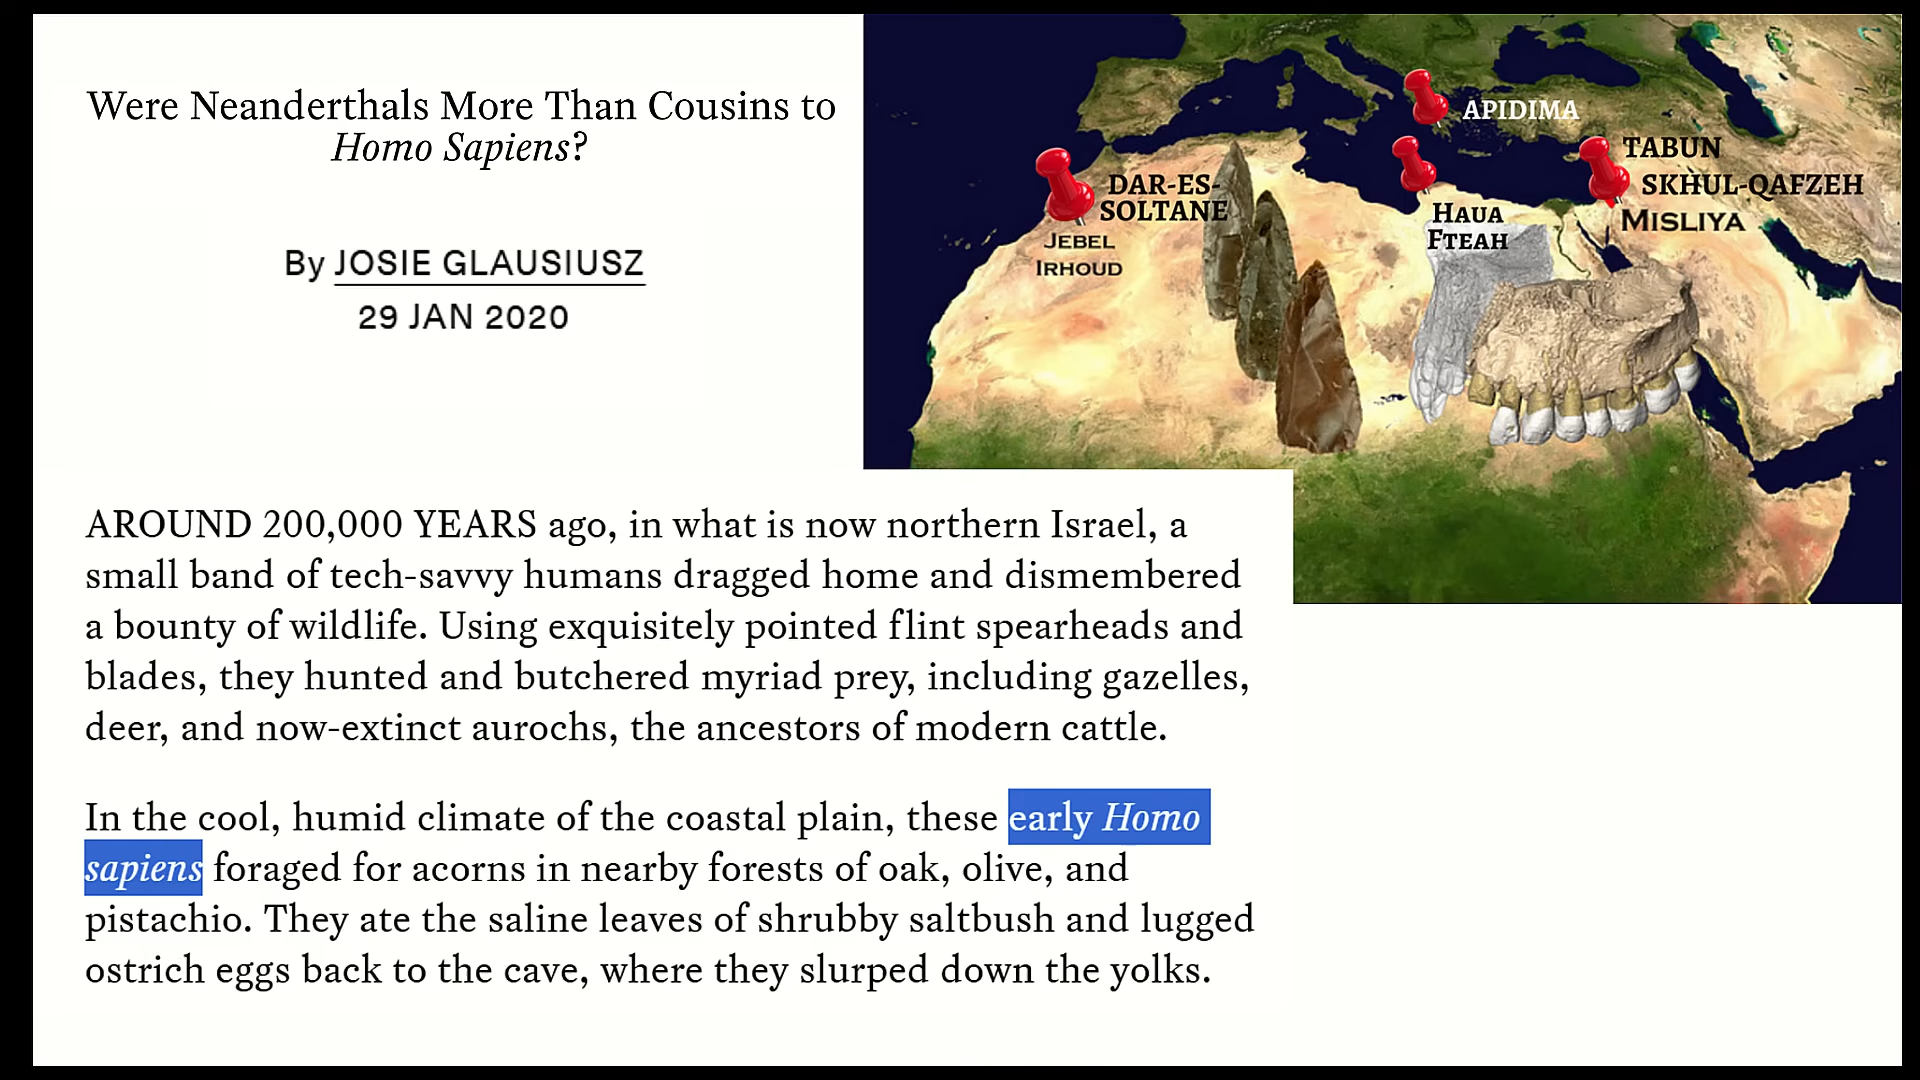 Were Neanderthals More Than Cousins to
Homo Sapiens?
By JOSIE GLAUSIUSZ
29 JAN 2020
APIDIMA
TABUN
SKHUL-QAFZEH
MISLIYA
DAR-ES-
SOLTANE
JEBEL
IRHOUD
HAUA
FTEAH
AROUND 200,000 YEARS ago, in what is now northern Israel, a
small band of tech-savvy humans dragged home and dismembered
a bounty of wildlife. Using exquisitely pointed flint spearheads and
blades, they hunted and butchered myriad prey, including gazelles,
deer, and now-extinct aurochs, the ancestors of modern cattle.
In the cool, humid climate of the coastal plain, these early Homo
sapiens foraged for acorns in nearby forests of oak, olive, and
pistachio. They ate the saline leaves of shrubby saltbush and lugged
ostrich eggs back to the cave, where they slurped down the yolks.